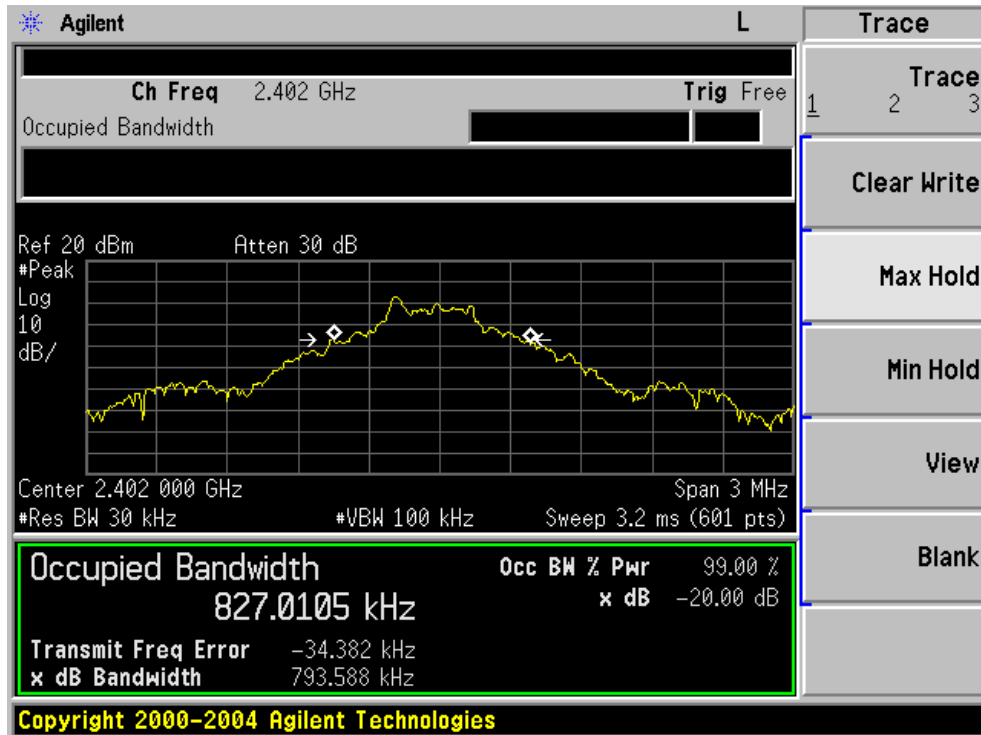 Agilent L Trace
Ch Freq 2.402 GHz Trig Free
Occupied Bandwidth
Trace
1 2 3
Clear Write
Max Hold
Min Hold
View
Blank
Ref 20 dBm Atten 30 dB
#Peak
Log
10
dB/
Center 2.402 000 GHz Span 3 MHz
#Res BW 30 kHz #VBW 100 kHz Sweep 3.2 ms (601 pts)
Occupied Bandwidth Occ BW % Pwr 99.00 %
827.0105 kHz x dB -20.00 dB
Transmit Freq Error -34.382 kHz
x dB Bandwidth 793.588 kHz
Copyright 2000-2004 Agilent Technologies